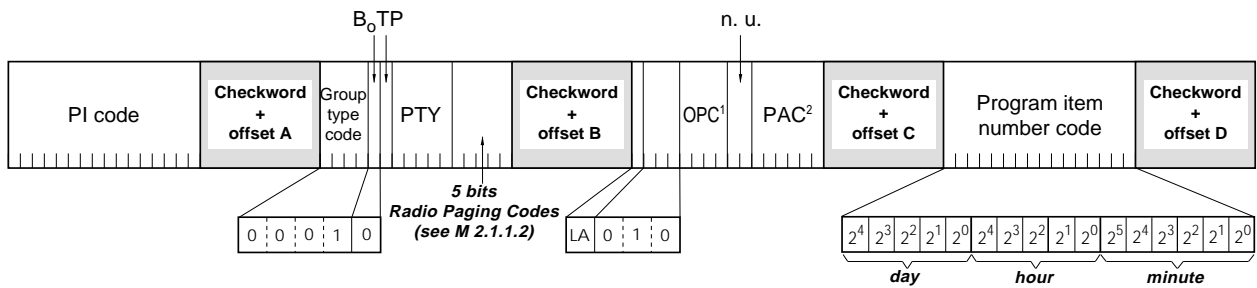 BₒTP
n. u.
PI code
Checkword
+
offset A
Group
type
code
PTY
Checkword
+
offset B
OPC¹
PAC²
Checkword
+
offset C
Program item
number code
Checkword
+
offset D
5 bits
Radio Paging Codes
(see M 2.1.1.2)
0 0 0 1 0
LA 0 1 0
2⁴ 2³ 2² 2¹ 2⁰ 2⁴ 2³ 2² 2¹ 2⁰ 2⁵ 2⁴ 2³ 2² 2¹ 2⁰
day hour minute